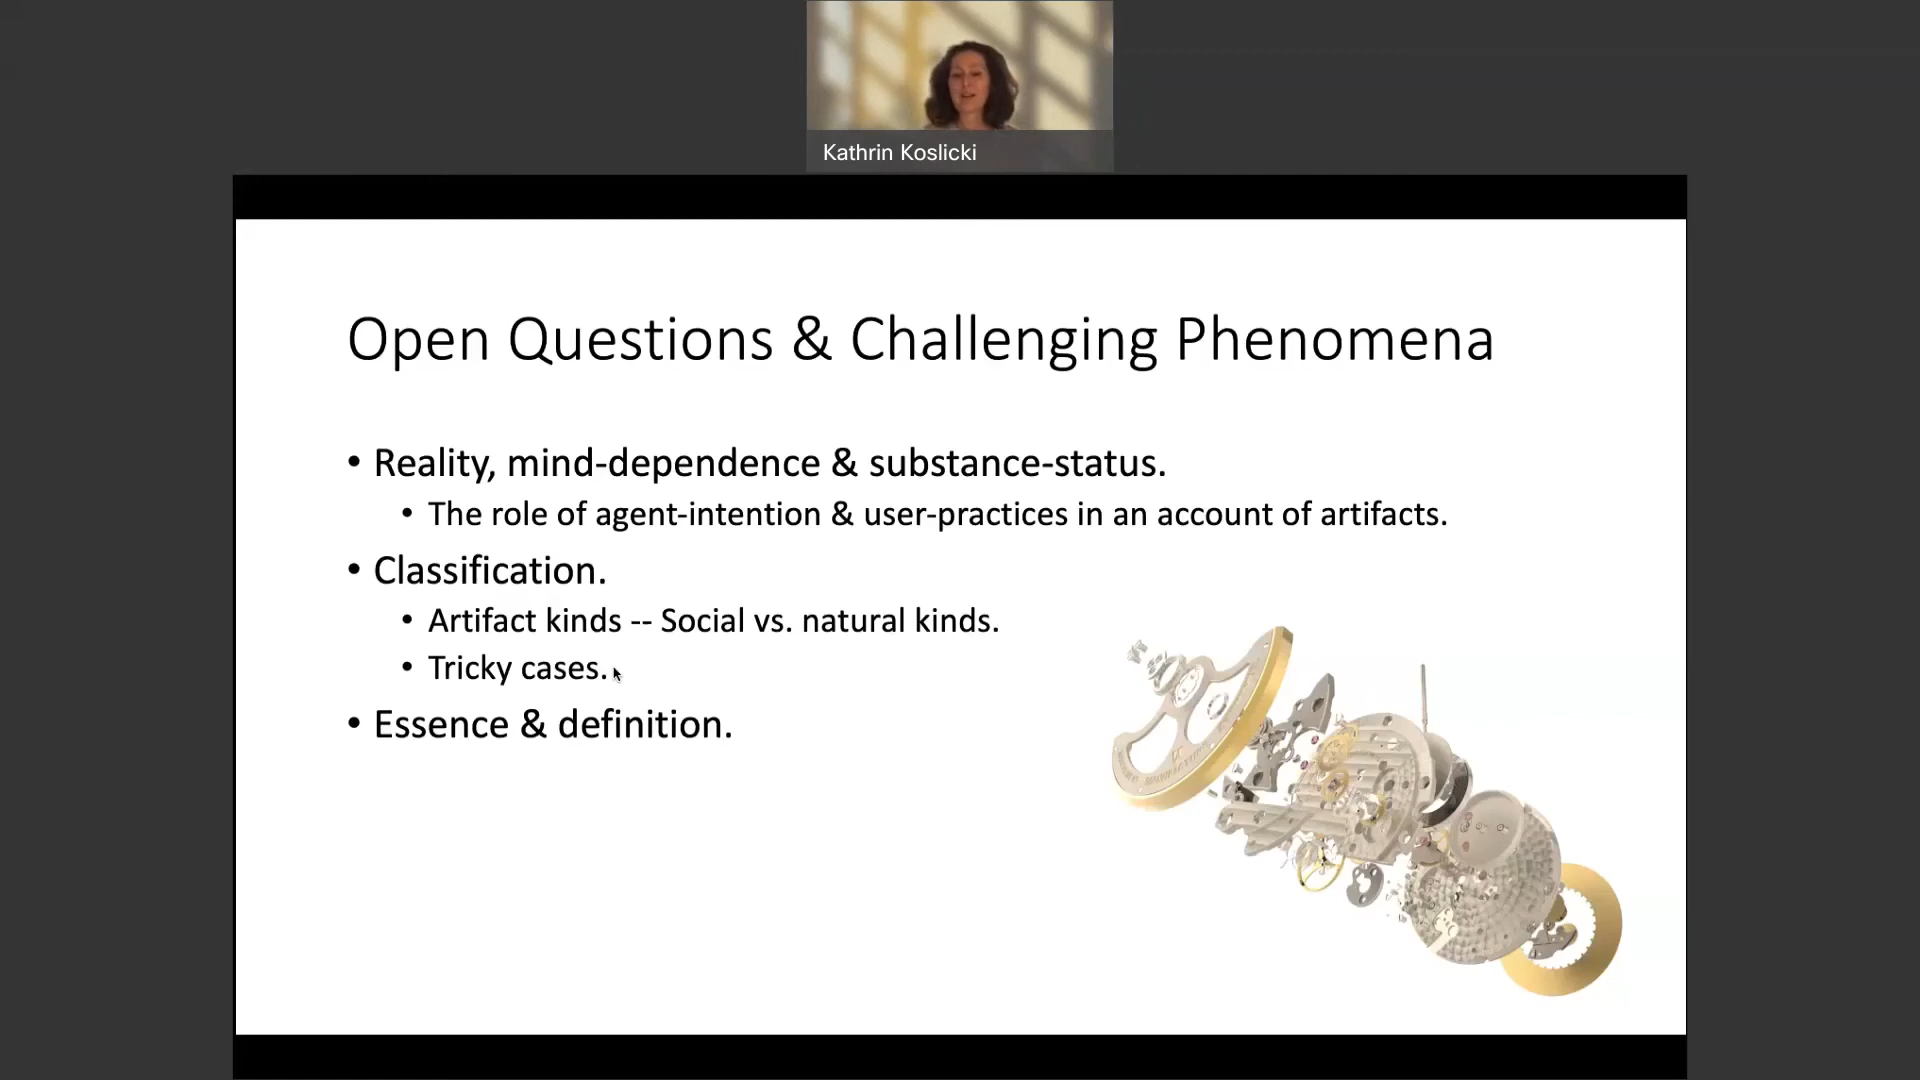 Kathrin Koslicki
Open Questions & Challenging Phenomena
• Reality, mind-dependence & substance-status.
• The role of agent-intention & user-practices in an account of artifacts.
• Classification.
• Artifact kinds -- Social vs. natural kinds.
• Tricky cases.
• Essence & definition.